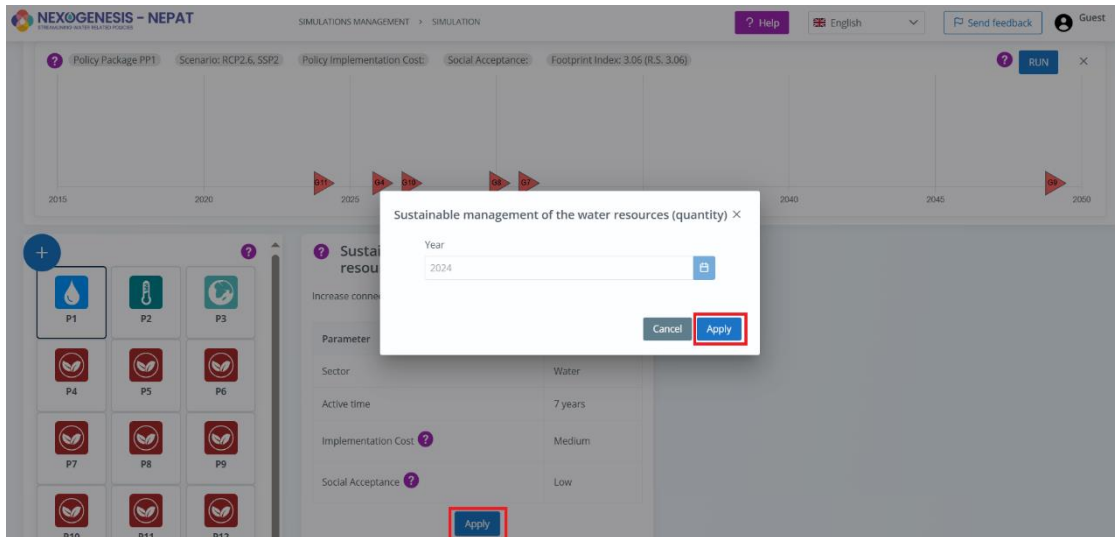 NEXOGENESIS - NEPAT
STREAMLINING WATER RELATED POLICIES
SIMULATIONS MANAGEMENT > SIMULATION
? Help
English
Send feedback
Guest
? Policy Package PP1 Scenario: RCP2.6, SSP2 Policy Implementation Cost: Social Acceptance: Footprint Index: 3.06 (R.S. 3.06) ? RUN ×
G11 G4 G10 G8 G7 G9
2015 2020 2025 2040 2045 2050
Sustainable management of the water resources (quantity) ×
Year
2024
Cancel Apply
+ ?
P1 P2 P3
P4 P5 P6
P7 P8 P9
P10 P11 P12
? Sustai
resou
Increase conne
Parameter
Sector Water
Active time 7 years
Implementation Cost ? Medium
Social Acceptance ? Low
Apply